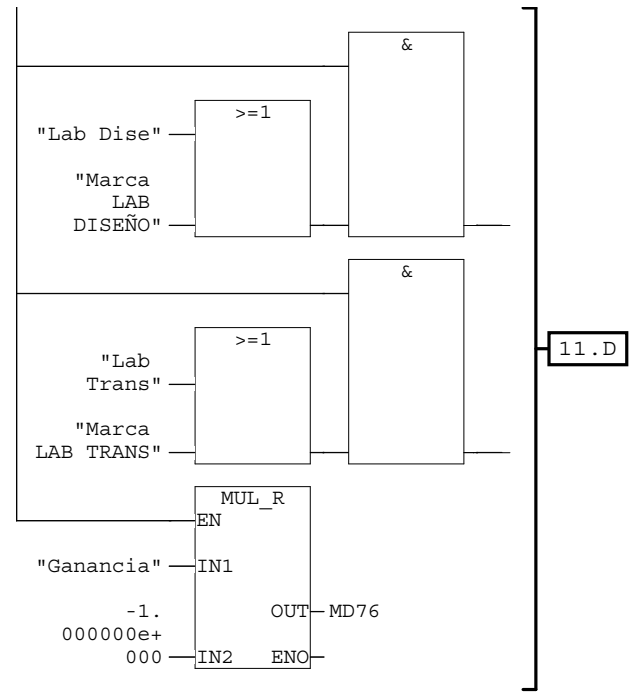 &
>=1
"Lab Dise"
"Marca
LAB
DISEÑO"
&
>=1
"Lab
Trans"
"Marca
LAB TRANS"
11.D
MUL_R
EN
"Ganancia" IN1
-1. OUT MD76
000000e+
000 IN2 ENO